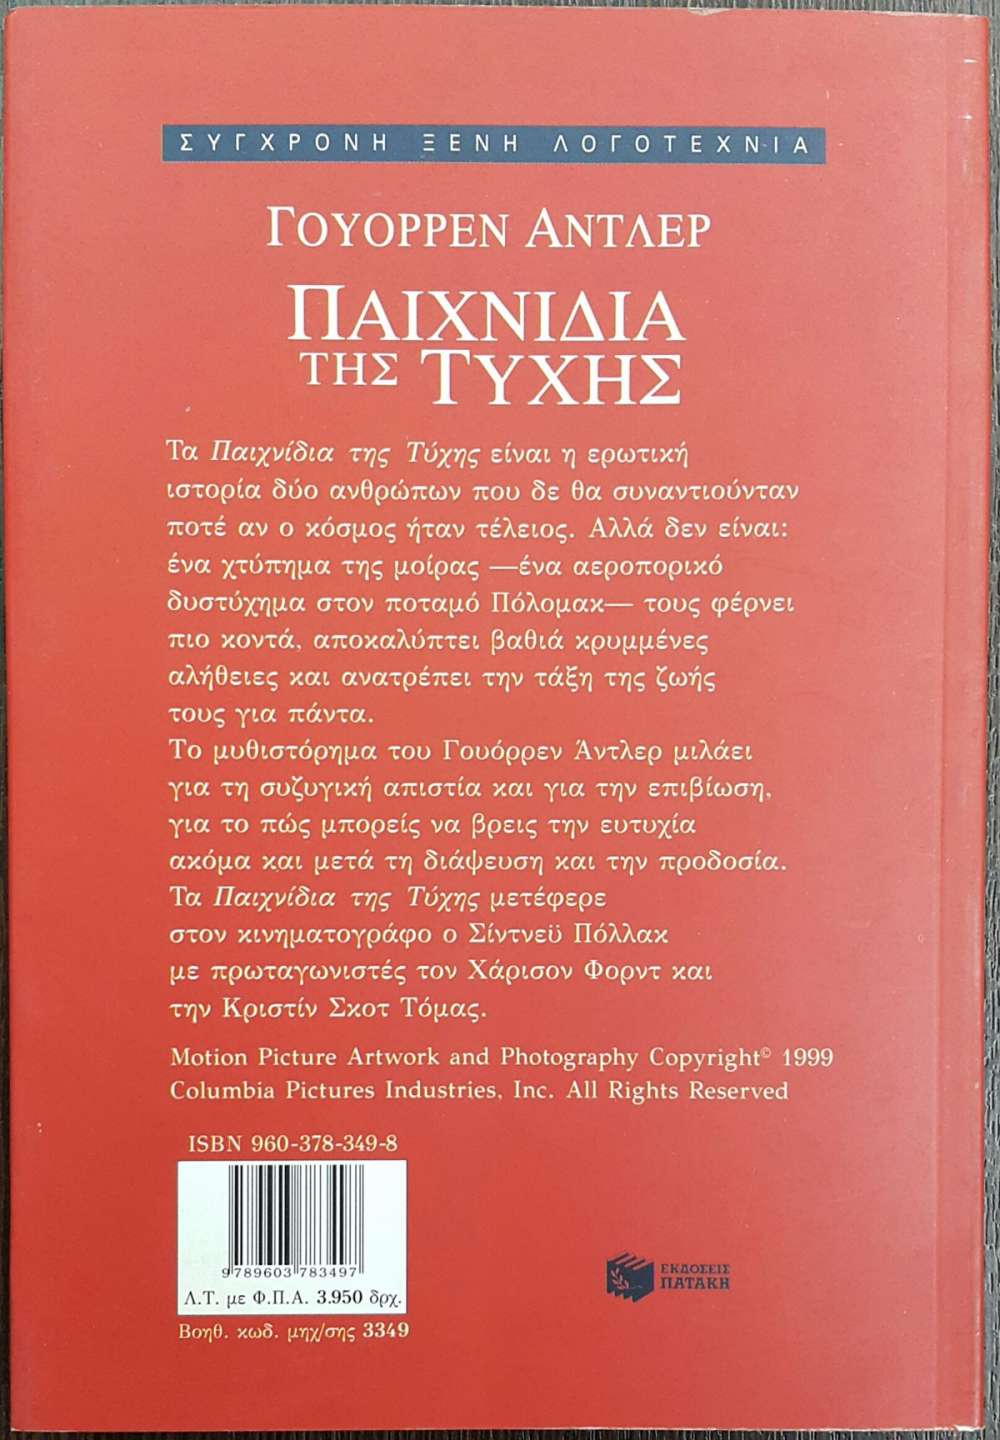 ΣΥΓΧΡΟΝΗ ΞΕΝΗ ΛΟΓΟΤΕΧΝΙΑ
ΓΟΥΟΡΡΕΝ ΑΝΤΛΕΡ
ΠΑΙΧΝΙΔΙΑ
ΤΗΣ ΤΥΧΗΣ
Τα Παιχνίδια της Τύχης είναι η ερωτική
ιστορία δύο ανθρώπων που δε θα συναντιούνταν
ποτέ αν ο κόσμος ήταν τέλειος. Αλλά δεν είναι:
ένα χτύπημα της μοίρας —ένα αεροπορικό
δυστύχημα στον ποταμό Πόλομακ— τους φέρνει
πιο κοντά, αποκαλύπτει βαθιά κρυμμένες
αλήθειες και ανατρέπει την τάξη της ζωής
τους για πάντα.
Το μυθιστόρημα του Γουόρρεν Άντλερ μιλάει
για τη συζυγική απιστία και για την επιβίωση,
για το πώς μπορείς να βρεις την ευτυχία
ακόμα και μετά τη διάψευση και την προδοσία.
Τα Παιχνίδια της Τύχης μετέφερε
στον κινηματογράφο ο Σίντνεϋ Πόλλακ
με πρωταγωνιστές τον Χάρισον Φορντ και
την Κριστίν Σκοτ Τόμας.
Motion Picture Artwork and Photography Copyright© 1999
Columbia Pictures Industries, Inc. All Rights Reserved
ISBN 960-378-349-8
9789603783497
Λ.Τ. με Φ.Π.Α. 3.950 δρχ.
Βοηθ. κωδ. μηχ/σης 3349
ΕΚΔΟΣΕΙΣ
ΠΑΤΑΚΗ